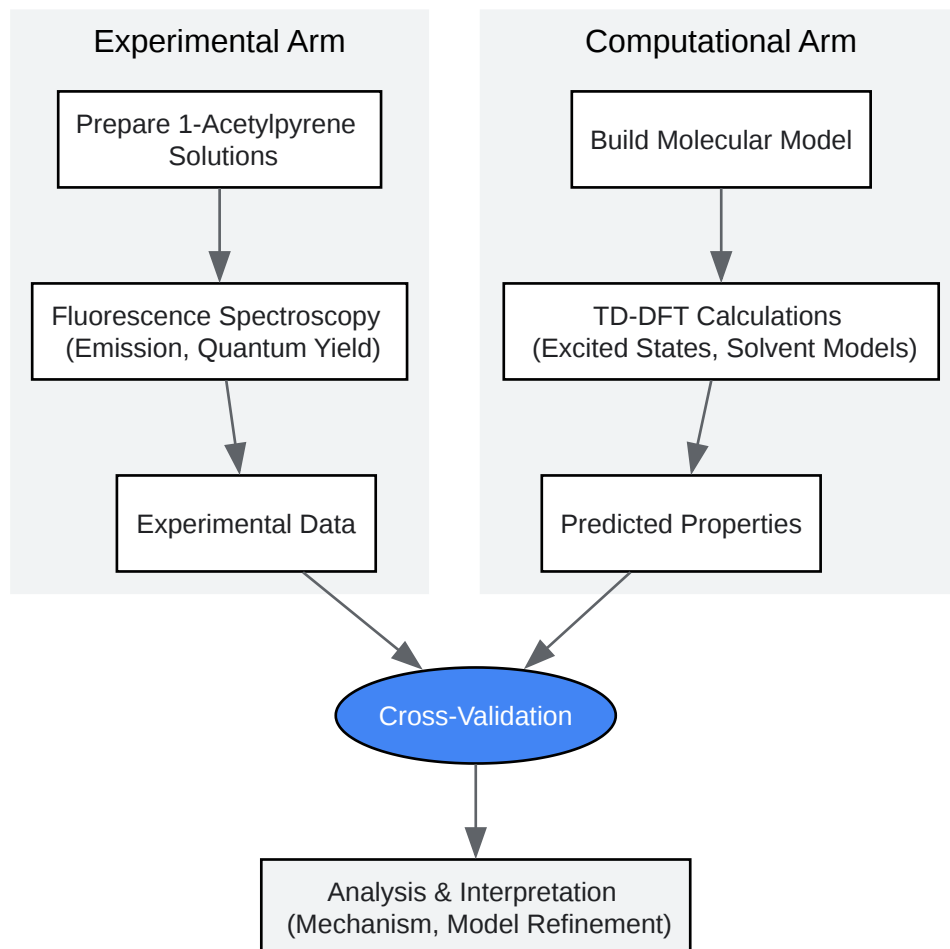 Experimental Arm
Prepare 1-Acetylpyrene
Solutions
Fluorescence Spectroscopy
(Emission, Quantum Yield)
Experimental Data
Computational Arm
Build Molecular Model
TD-DFT Calculations
(Excited States, Solvent Models)
Predicted Properties
Cross-Validation
Analysis & Interpretation
(Mechanism, Model Refinement)